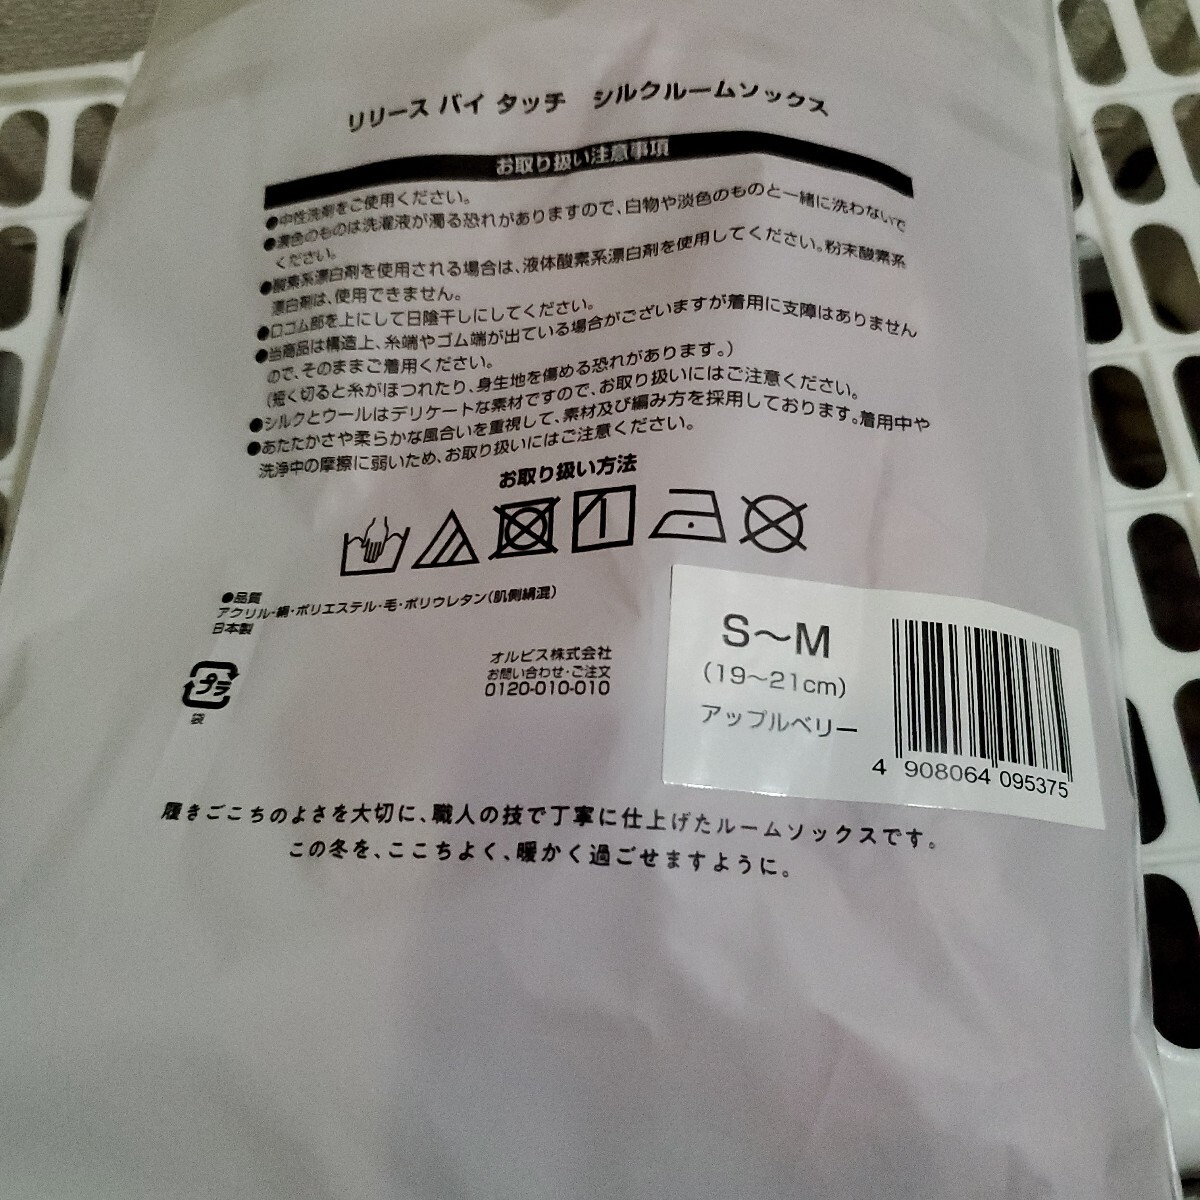 リリース バイ タッチ　シルクルームソックス
お取り扱い注意事項
●中性洗剤をご使用ください。
●濃色のものは洗濯液が濁る恐れがありますので、白物や淡色のものと一緒に洗わないで
ください。
●酸素系漂白剤を使用される場合は、液体酸素系漂白剤を使用してください。粉末酸素系
漂白剤は、使用できません。
●口ゴム部を上にして日陰干しにしてください。
●当商品は構造上、糸端やゴム端が出ている場合がございますが着用に支障はありません
ので、そのままご着用ください。
(短く切ると糸がほつれたり、身生地を傷める恐れがあります。)
●シルクとウールはデリケートな素材ですので、お取り扱いにはご注意ください。
●あたたかさや柔らかな風合いを重視して、素材及び編み方を採用しております。着用中や
洗浄中の摩擦に弱いため、お取り扱いにはご注意ください。
お取り扱い方法
●品質
アクリル・絹・ポリエステル・毛・ポリウレタン(肌側絹混)
日本製
プラ
袋
オルビス株式会社
お問い合わせ・ご注文
0120-010-010
S〜M
(19〜21cm)
アップルベリー
4 908064 095375
履きごこちのよさを大切に、職人の技で丁寧に仕上げたルームソックスです。
この冬を、ここちよく、暖かく過ごせますように。